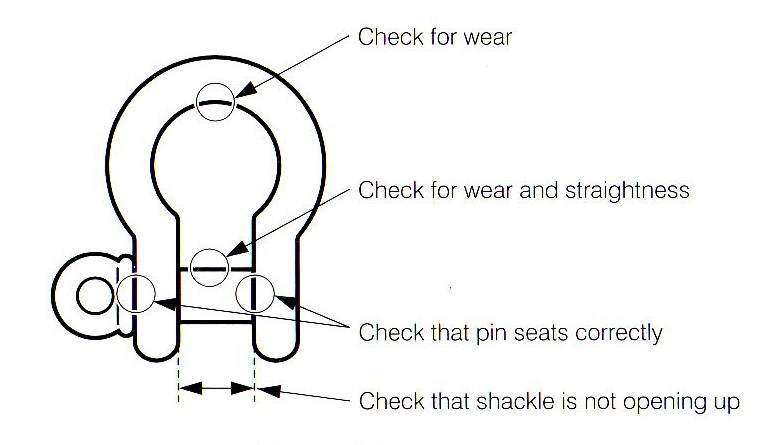 Check for wear
Check for wear and straightness
Check that pin seats correctly
Check that shackle is not opening up